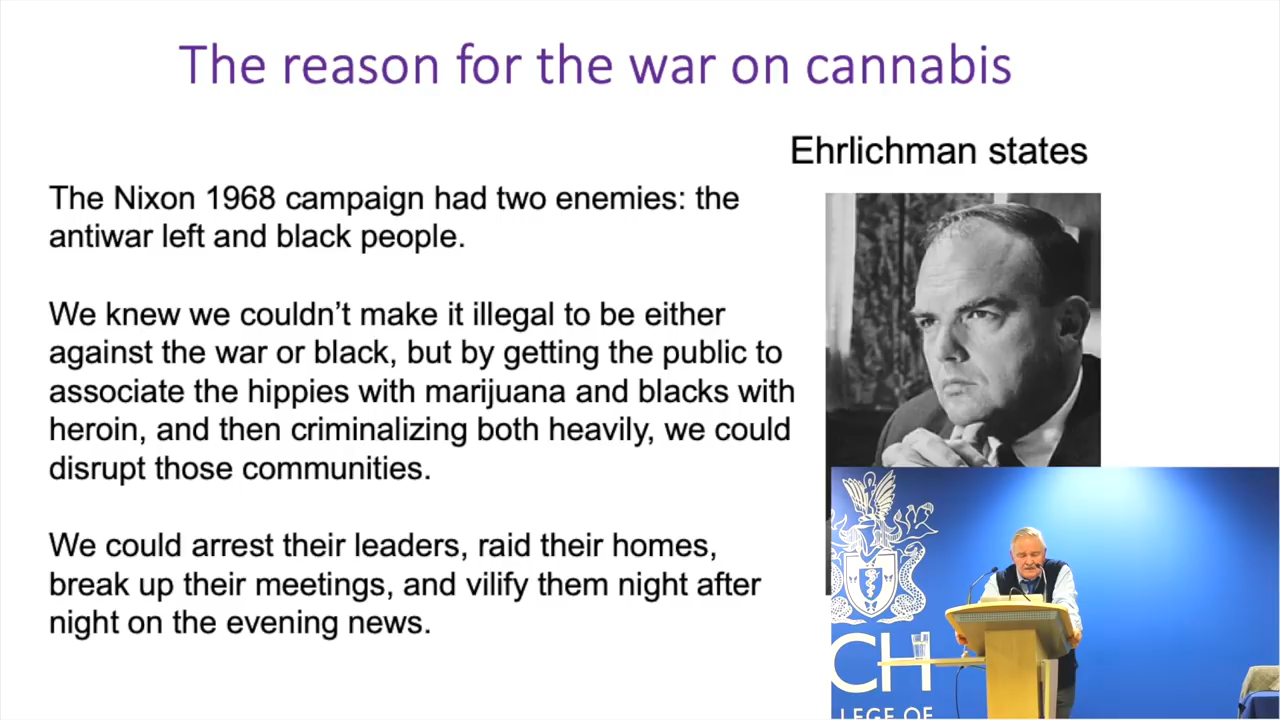 The reason for the war on cannabis
Ehrlichman states
The Nixon 1968 campaign had two enemies: the
antiwar left and black people.
We knew we couldn't make it illegal to be either
against the war or black, but by getting the public to
associate the hippies with marijuana and blacks with
heroin, and then criminalizing both heavily, we could
disrupt those communities.
We could arrest their leaders, raid their homes,
break up their meetings, and vilify them night after
night on the evening news.
CH
LEGE OF